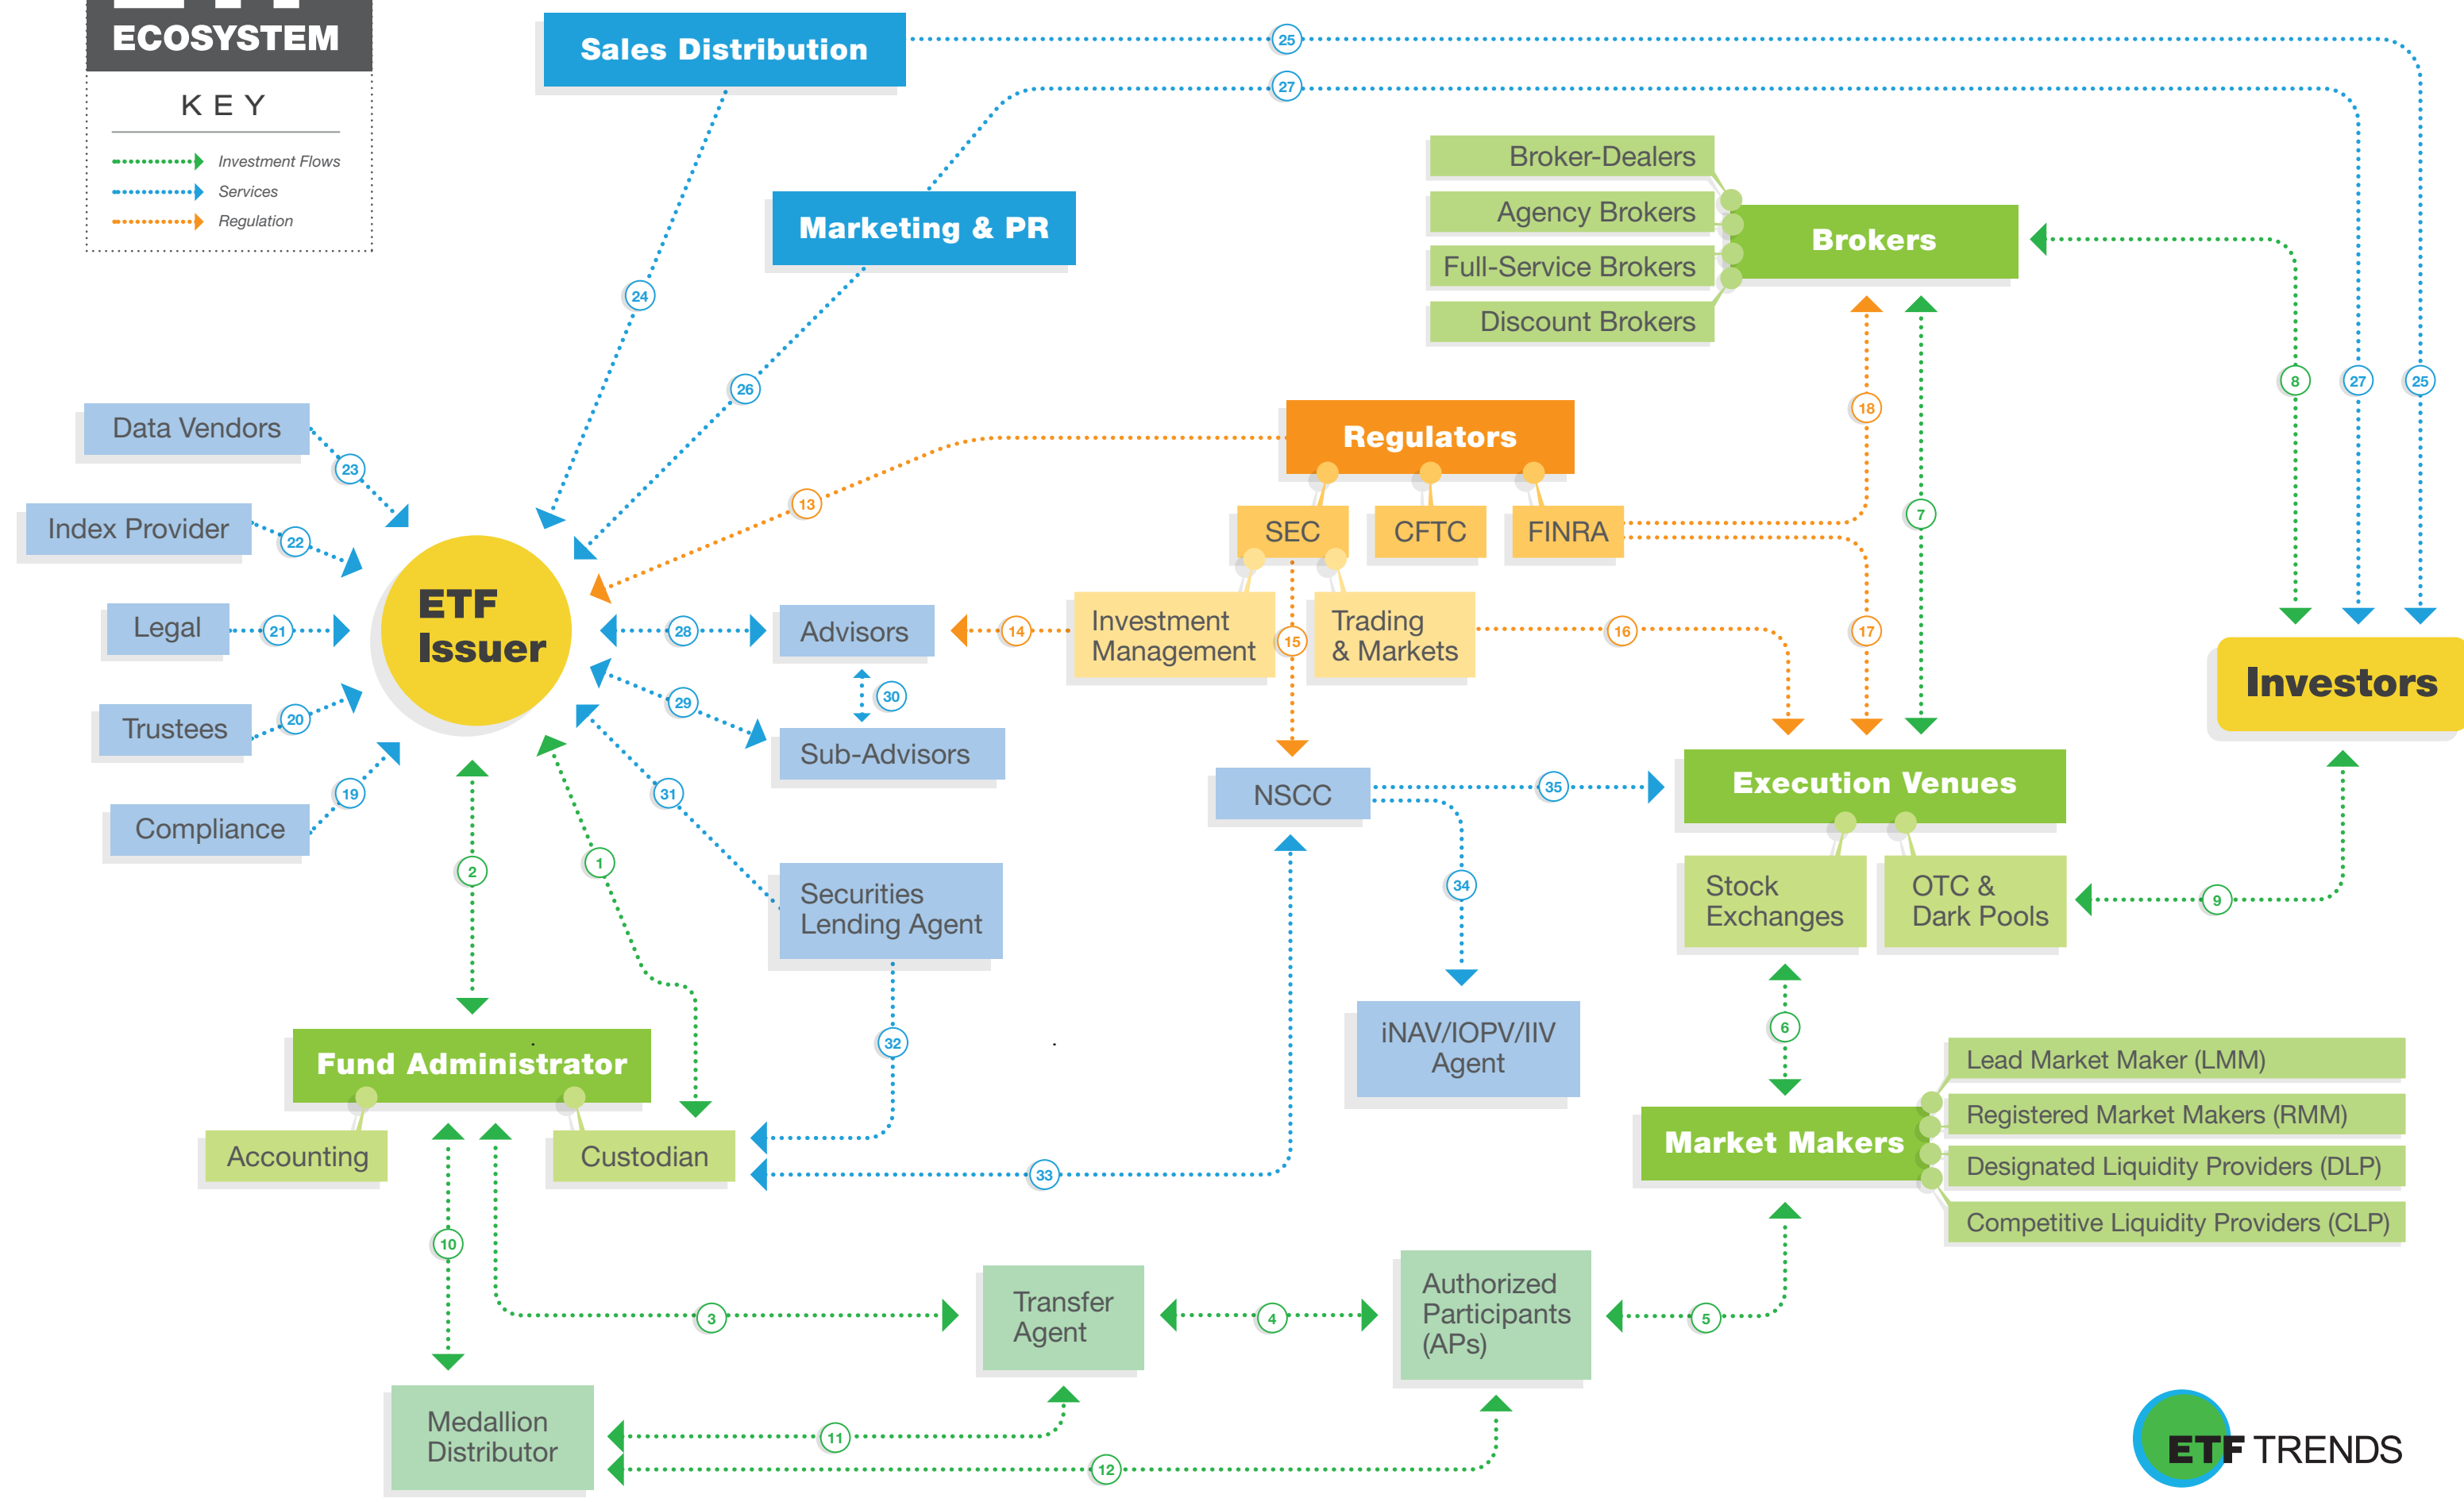 ECOSYSTEM
KEY
Investment Flows
Services
Regulation
Sales Distribution
25
27
Marketing & PR
24
26
Broker-Dealers
Agency Brokers
Full-Service Brokers
Discount Brokers
Brokers
8
27
25
18
7
Regulators
13
SEC
CFTC
FINRA
Investment
Management
15
Trading
& Markets
14
16
17
Data Vendors
23
Index Provider
22
Legal
21
Trustees
20
Compliance
19
ETF
Issuer
28
Advisors
29
30
Sub-Advisors
31
Investors
NSCC
35
34
Execution Venues
Stock
Exchanges
OTC &
Dark Pools
9
2
1
Securities
Lending Agent
32
iNAV/IOPV/IIV
Agent
6
Fund Administrator
Accounting
Custodian
33
Market Makers
Lead Market Maker (LMM)
Registered Market Makers (RMM)
Designated Liquidity Providers (DLP)
Competitive Liquidity Providers (CLP)
10
3
Transfer
Agent
4
Authorized
Participants
(APs)
5
Medallion
Distributor
11
12
ETF TRENDS